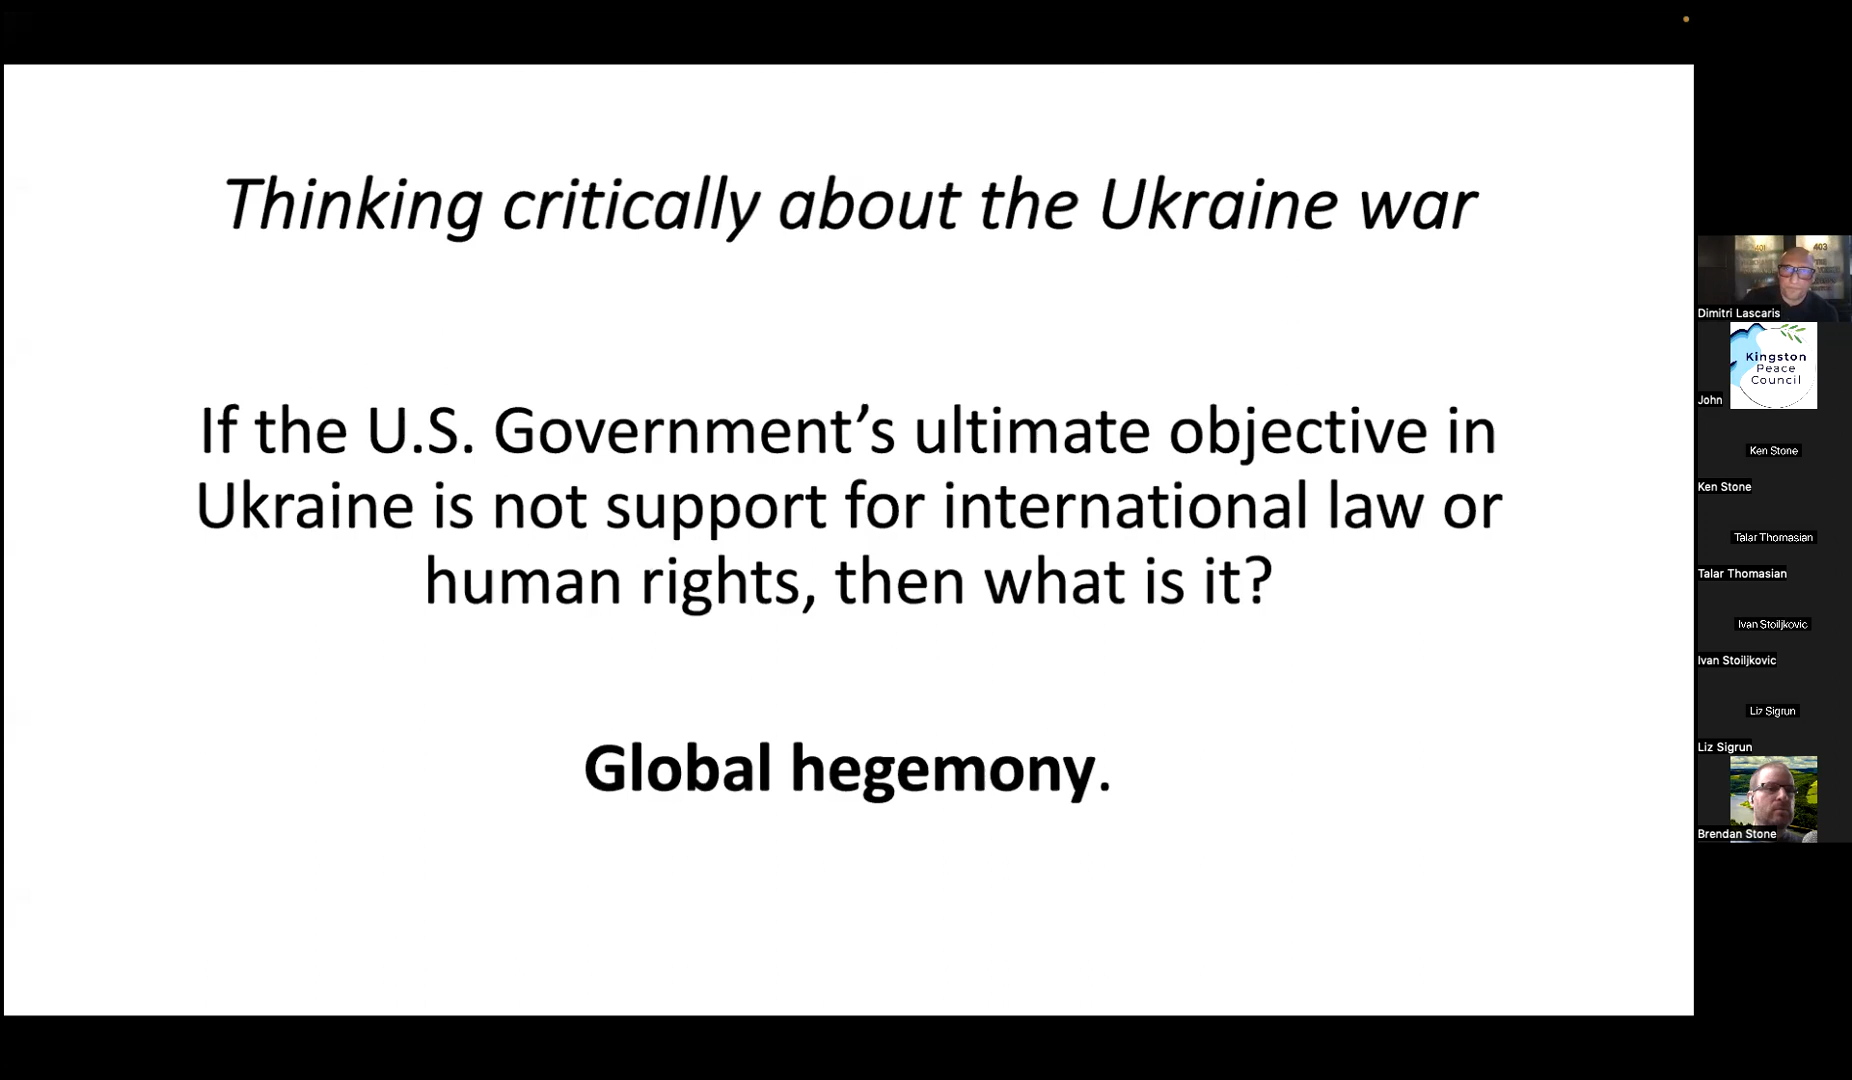 Thinking critically about the Ukraine war
If the U.S. Government’s ultimate objective in
Ukraine is not support for international law or
human rights, then what is it?
Global hegemony.
401
403
Dimitri Lascaris
Kingston
Peace
Council
John
Ken Stone
Ken Stone
Talar Thomasian
Talar Thomasian
Ivan Stoiljkovic
Ivan Stoiljkovic
Liz Sigrun
Liz Sigrun
Brendan Stone